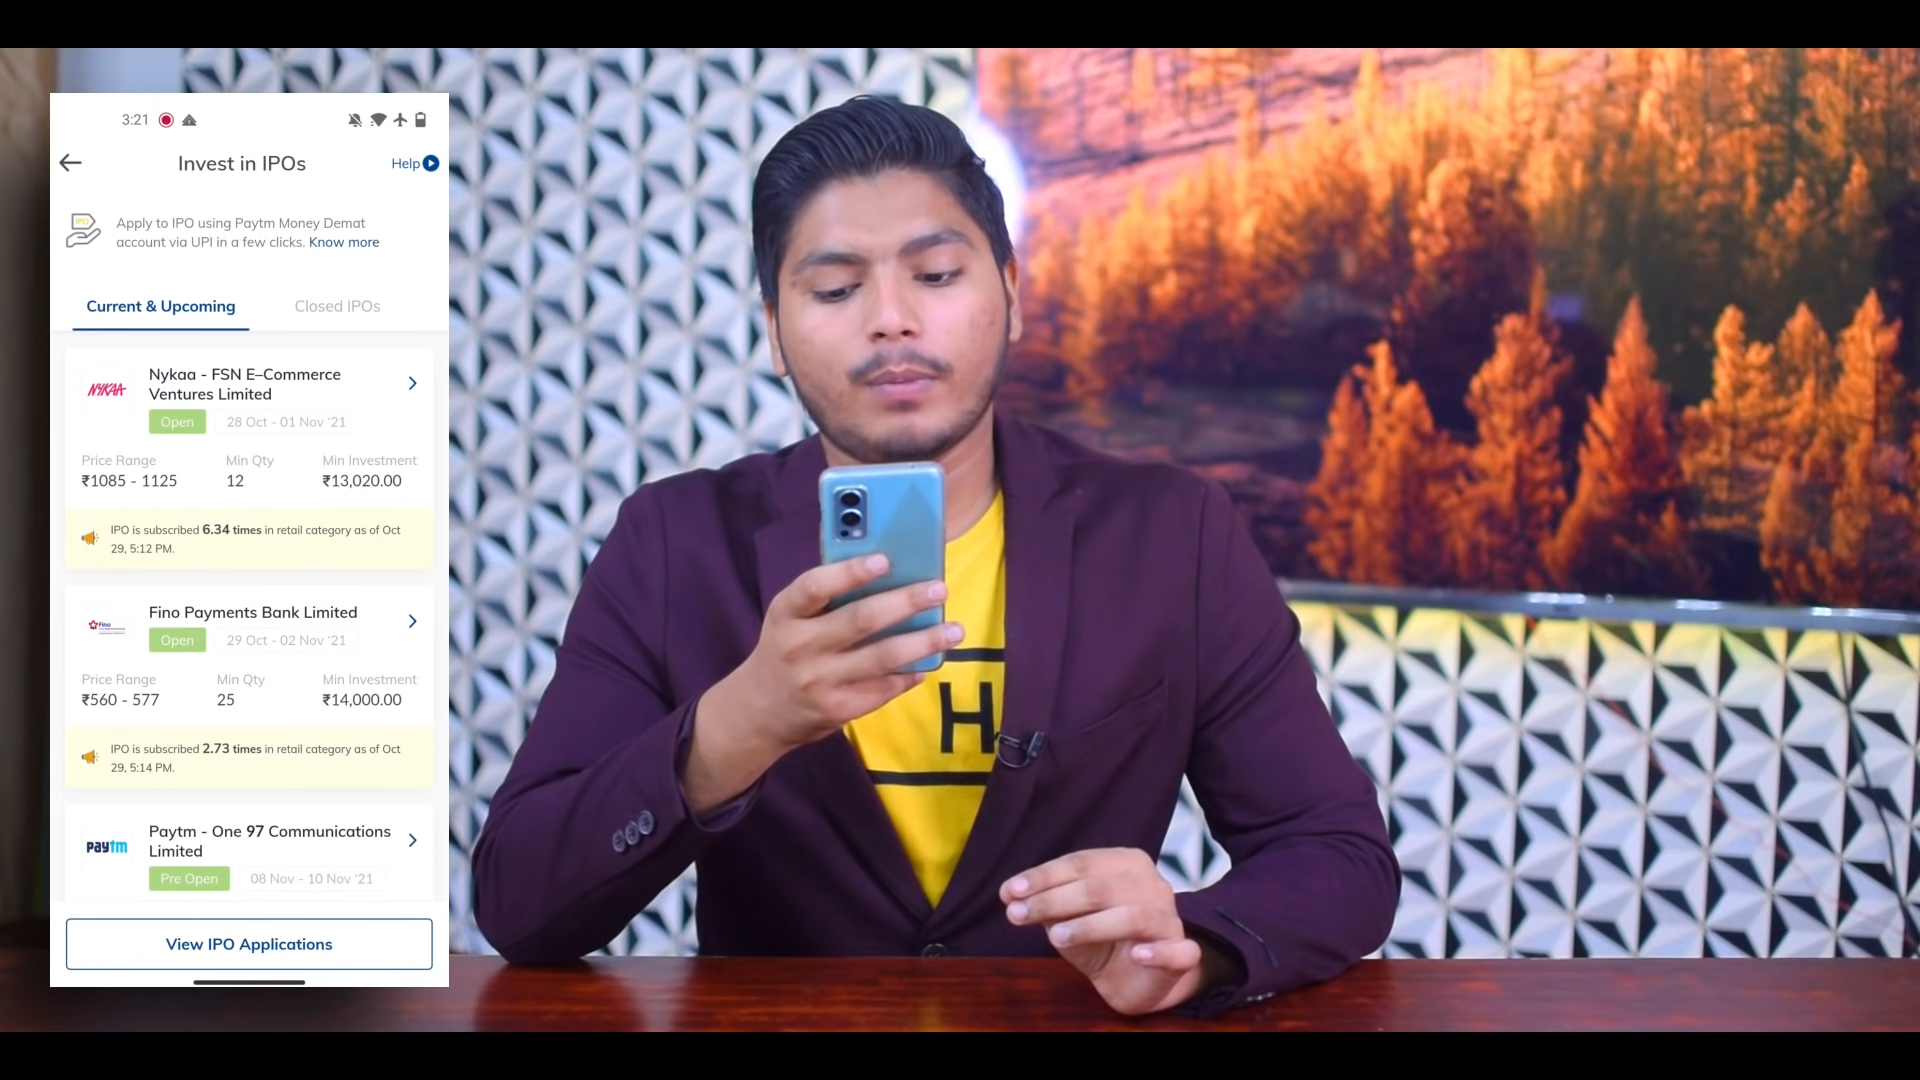 3:21
Invest in IPOs
Help
IPO
Apply to IPO using Paytm Money Demat
account via UPI in a few clicks. Know more
Current & Upcoming
Closed IPOs
NYKAA
Nykaa - FSN E-Commerce
Ventures Limited
Open
28 Oct - 01 Nov '21
Price Range
Min Qty
Min Investment
₹1085 - 1125
12
₹13,020.00
IPO is subscribed 6.34 times in retail category as of Oct
29, 5:12 PM.
Fino
Fino Payments Bank Limited
Open
29 Oct - 02 Nov '21
Price Range
Min Qty
Min Investment
₹560 - 577
25
₹14,000.00
IPO is subscribed 2.73 times in retail category as of Oct
29, 5:14 PM.
paytm
Paytm - One 97 Communications
Limited
Pre Open
08 Nov - 10 Nov '21
View IPO Applications
H